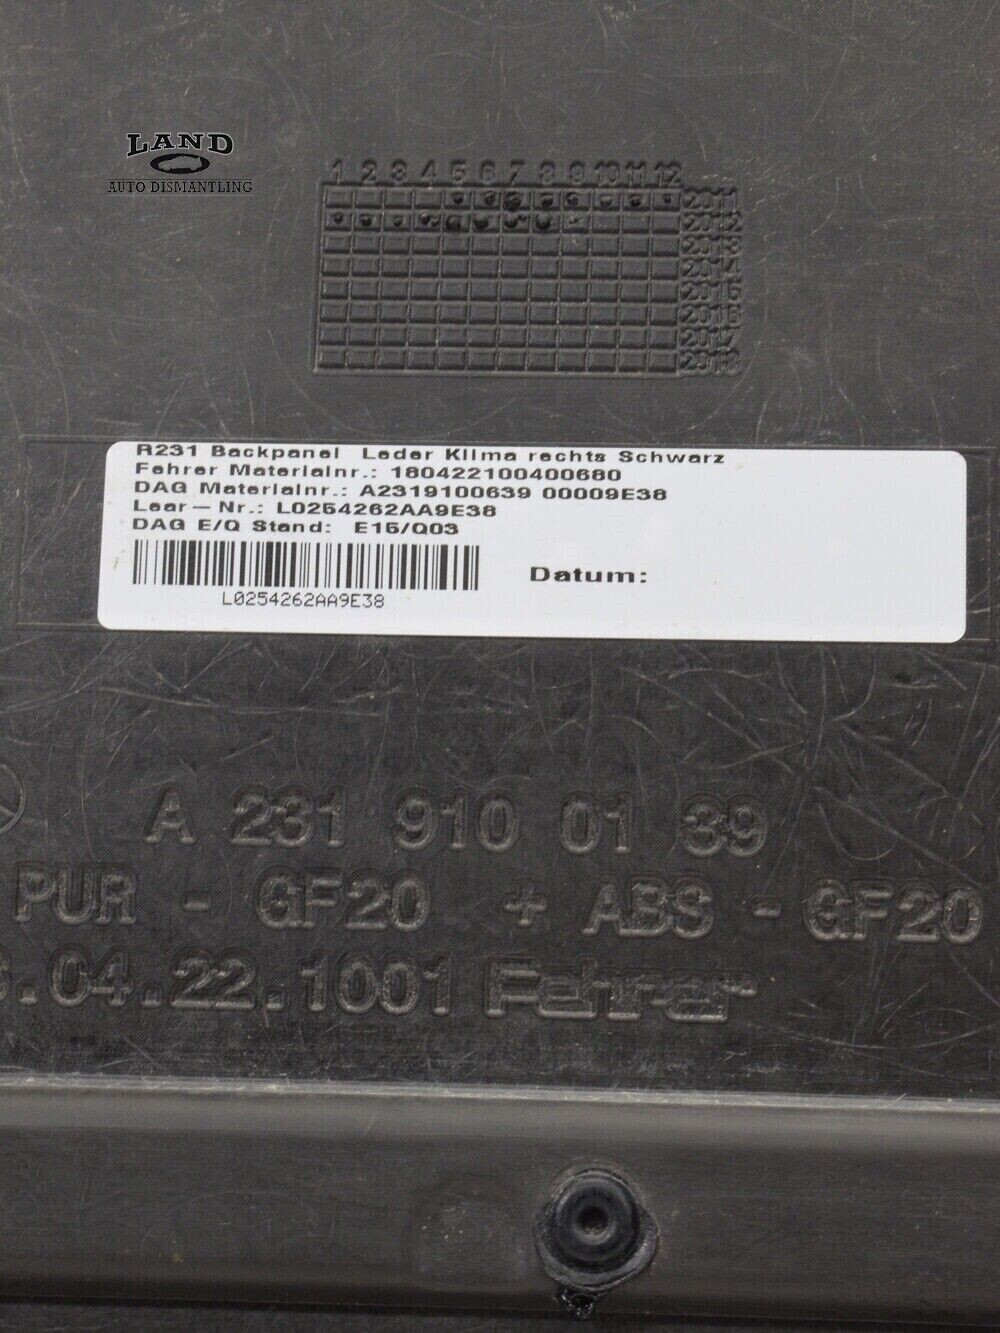 LAND
AUTO DISMANTLING
1 2 3 4 5 6 7 8 9 10 11 12
2011
2012
2013
2014
2015
2016
2017
2018
R231 Backpanel Leder Klima rechts Schwarz
Fehrer Materialnr.: 180422100400680
DAG Materialnr.: A2319100639 00009E38
Lear-Nr.: L0254262AA9E38
DAG E/Q Stand: E15/Q03
Datum:
L0254262AA9E38
A 231 910 01 39
PUR - GF20 + ABS - GF20
.04.22.1001 Fehrer